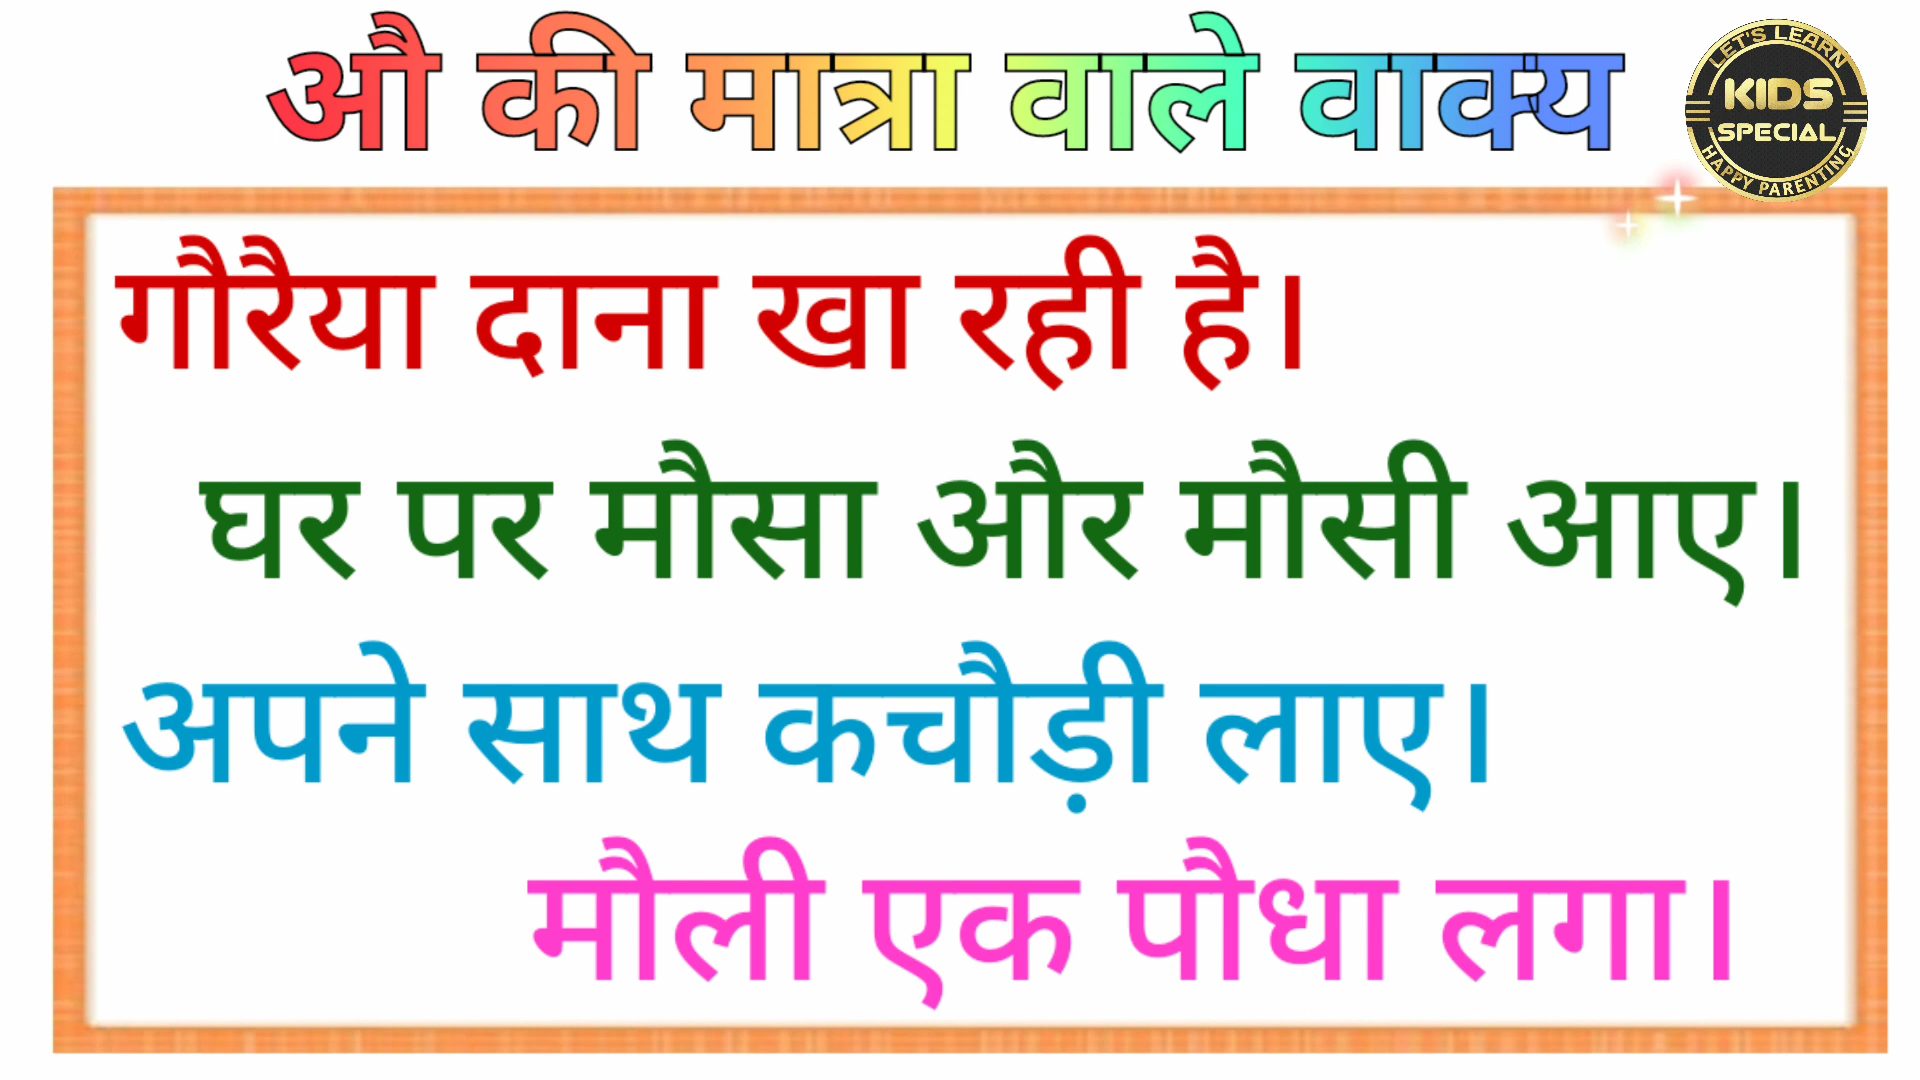 औ की मात्रा वाले वाक्य
LET'S LEARN
KIDS
SPECIAL
HAPPY PARENTING
गौरैया दाना खा रही है।
घर पर मौसा और मौसी आए।
अपने साथ कचौड़ी लाए।
मौली एक पौधा लगा।